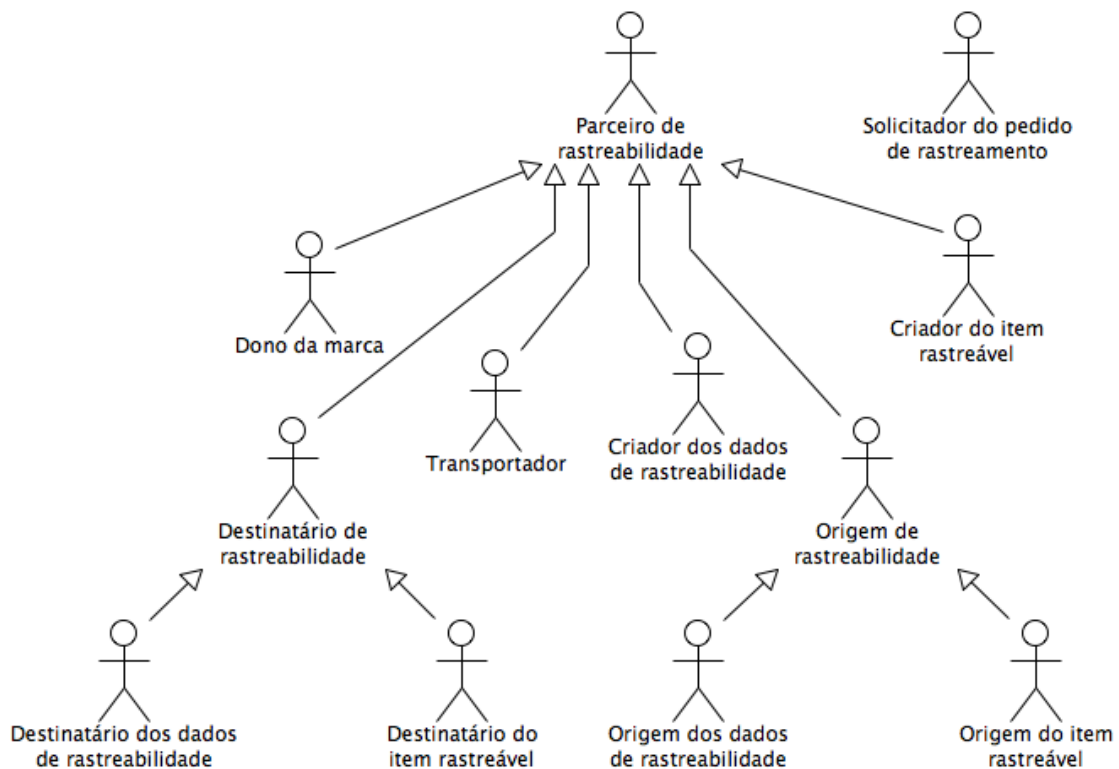 Parceiro de
rastreabilidade
Solicitador do pedido
de rastreamento
Dono da marca
Criador do item
rastreável
Transportador
Criador dos dados
de rastreabilidade
Destinatário de
rastreabilidade
Origem de
rastreabilidade
Destinatário dos dados
de rastreabilidade
Destinatário do
item rastreável
Origem dos dados
de rastreabilidade
Origem do item
rastreável